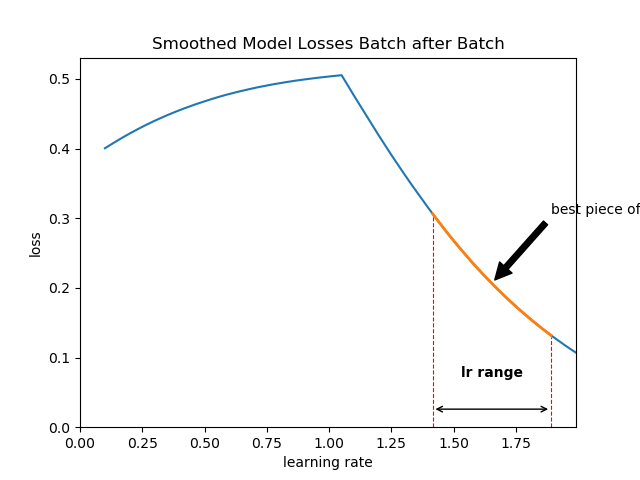 Smoothed Model Losses Batch after Batch
0.5
0.4
0.3
0.2
0.1
0.0
loss
best piece of
lr range
0.00 0.25 0.50 0.75 1.00 1.25 1.50 1.75
learning rate